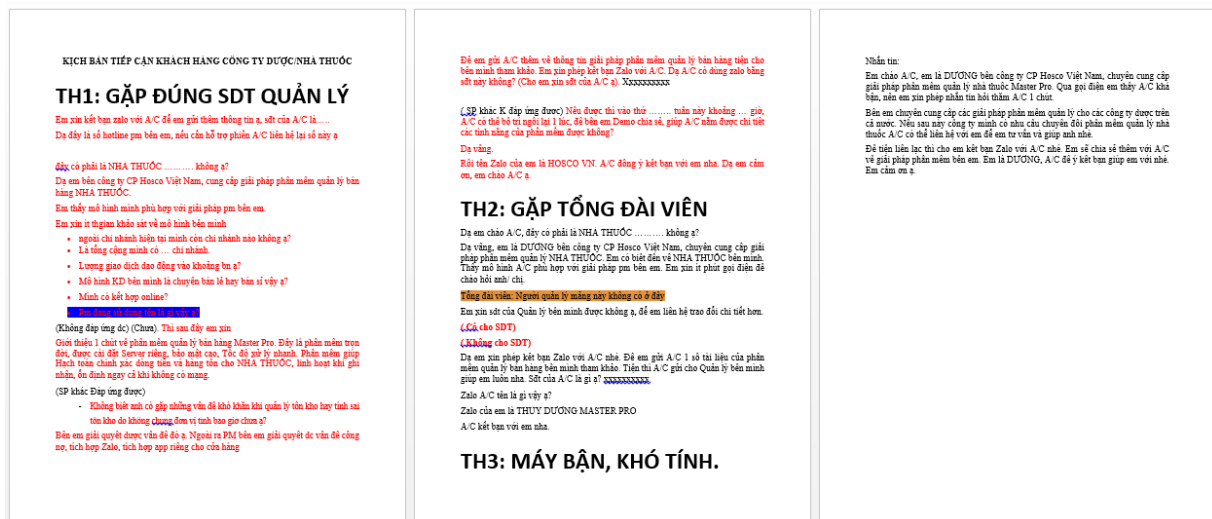 KỊCH BẢN TIẾP CẬN KHÁCH HÀNG CÔNG TY DƯỢC/NHÀ THUỐC
TH1: GẶP ĐÚNG SDT QUẢN LÝ
Em xin kết bạn zalo với A/C để em gửi thêm thông tin ạ, sđt của A/C là…..
Dạ đây là số hotline pm bên em, nếu cần hỗ trợ phiền A/C liên hệ lại số này ạ
đây có phải là NHA THUỐC ………. không ạ?
Dạ em bên công ty CP Hosco Việt Nam, cung cấp giải pháp phần mềm quản lý bán
hàng NHA THUỐC.
Em thấy mô hình mình phù hợp với giải pháp pm bên em.
Em xin ít thgian khảo sát về mô hình bên mình
• ngoài chi nhánh hiện tại mình còn chi nhánh nào không ạ?
• Là tổng cộng mình có … chi nhánh.
• Lượng giao dịch dao động vào khoảng bn ạ?
• Mô hình KD bên mình là chuyên bán lẻ hay bán sỉ vậy ạ?
• Mình có kết hợp online?
• Pm đang sử dụng tên là gì vậy ạ?
(Không đáp ứng dc) (Chưa). Thì sau đây em xin
Giới thiệu 1 chút về phần mềm quản lý bán hàng Master Pro. Đây là phần mềm trọn
đời, được cài đặt Server riêng, bảo mật cao, Tốc độ xử lý nhanh. Phần mềm giúp
Hạch toán chính xác dòng tiền và hàng tồn cho NHA THUỐC, linh hoạt khi ghi
nhận, ổn định ngay cả khi không có mạng.
(SP khác Đáp ứng được)
- Không biết anh có gặp những vấn đề khó khăn khi quản lý tồn kho hay tính sai
tồn kho do không chung đơn vị tính bao giờ chưa ạ?
Bên em giải quyết được vấn đề đó ạ. Ngoài ra PM bên em giải quyết dc vấn đề công
nợ, tích hợp Zalo, tích hợp app riêng cho cửa hàng
Để em gửi A/C thêm về thông tin giải pháp phần mềm quản lý bán hàng tiện cho
bên mình tham khảo. Em xin phép kết bạn Zalo với A/C. Dạ A/C có dùng zalo bằng
sđt này không? (Cho em xin sđt của A/C ạ). Xxxxxxxxxx
( SP khác K đáp ứng được) Nếu được thì vào thứ …….. tuần này khoảng … giờ,
A/C có thể bố trí ngồi lại 1 lúc, để bên em Demo chia sẻ, giúp A/C nắm được chi tiết
các tính năng của phần mềm được không?
Dạ vâng.
Rồi tên Zalo của em là HOSCO VN. A/C đồng ý kết bạn với em nha. Dạ em cảm
ơn, em chào A/C ạ.
TH2: GẶP TỔNG ĐÀI VIÊN
Dạ em chào A/C, đây có phải là NHÀ THUỐC ………. không ạ?
Dạ vâng, em là DƯƠNG bên công ty CP Hosco Việt Nam, chuyên cung cấp giải
pháp phần mềm quản lý NHÀ THUỐC. Em có biết đến về NHÀ THUỐC bên mình.
Thấy mô hình A/C phù hợp với giải pháp pm bên em. Em xin ít phút gọi điện để
chào hỏi anh/ chị.
Tổng đài viên: Người quản lý mảng này không có ở đây
Em xin sdt của Quản lý bên mình được không ạ, để em liên hệ trao đổi chi tiết hơn.
( Có cho SDT)
( Không cho SDT)
Dạ em xin phép kết bạn Zalo với A/C nhé. Để em gửi A/C 1 số tài liệu của phần
mềm quản lý bán hàng bên mình tham khảo. Tiện thì A/C gửi cho Quản lý bên mình
giúp em luôn nha. Sđt của A/C là gì ạ? xxxxxxxxxx.
Zalo A/C tên là gì vậy ạ?
Zalo của em là THUY DƯƠNG MASTER PRO
A/C kết bạn với em nha.
TH3: MÁY BẬN, KHÓ TÍNH.
Nhắn tin:
Em chào A/C, em là DƯƠNG bên công ty CP Hosco Việt Nam, chuyên cung cấp
giải pháp phần mềm quản lý nhà thuốc Master Pro. Qua gọi điện em thấy A/C khá
bận, nên em xin phép nhắn tin hỏi thăm A/C 1 chút.
Bên em chuyên cung cấp các giải pháp phần mềm quản lý cho các công ty dược trên
cả nước. Nếu sau này công ty mình có nhu cầu chuyển đổi phần mềm quản lý nhà
thuốc A/C có thể liên hệ với em để em tư vấn và giúp anh nhé.
Để tiện liên lạc thì cho em kết bạn Zalo với A/C nhé. Em sẽ chia sẻ thêm với A/C
về giải pháp phần mềm bên em. Em là DƯƠNG, A/C để ý kết bạn giúp em với nhé.
Em cảm ơn ạ.